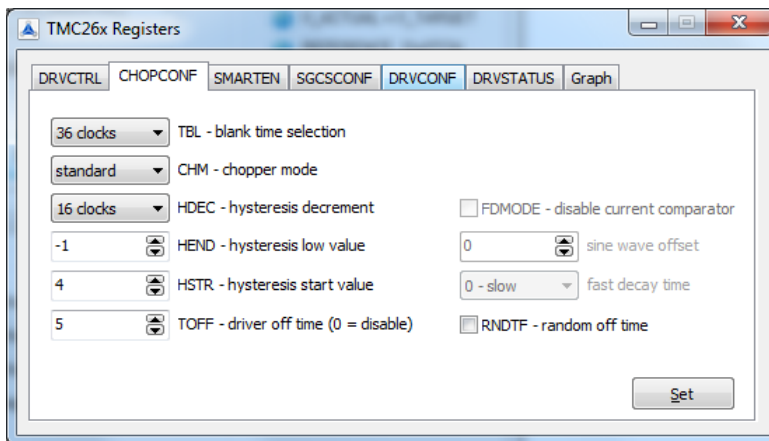 TMC26x Registers
DRVCTRL CHOPCONF SMARTEN SGCSCONF DRVCONF DRVSTATUS Graph
36 clocks TBL - blank time selection
standard CHM - chopper mode
16 clocks HDEC - hysteresis decrement FDMODE - disable current comparator
-1 HEND - hysteresis low value 0 sine wave offset
4 HSTR - hysteresis start value 0 - slow fast decay time
5 TOFF - driver off time (0 = disable) RNDTF - random off time
Set